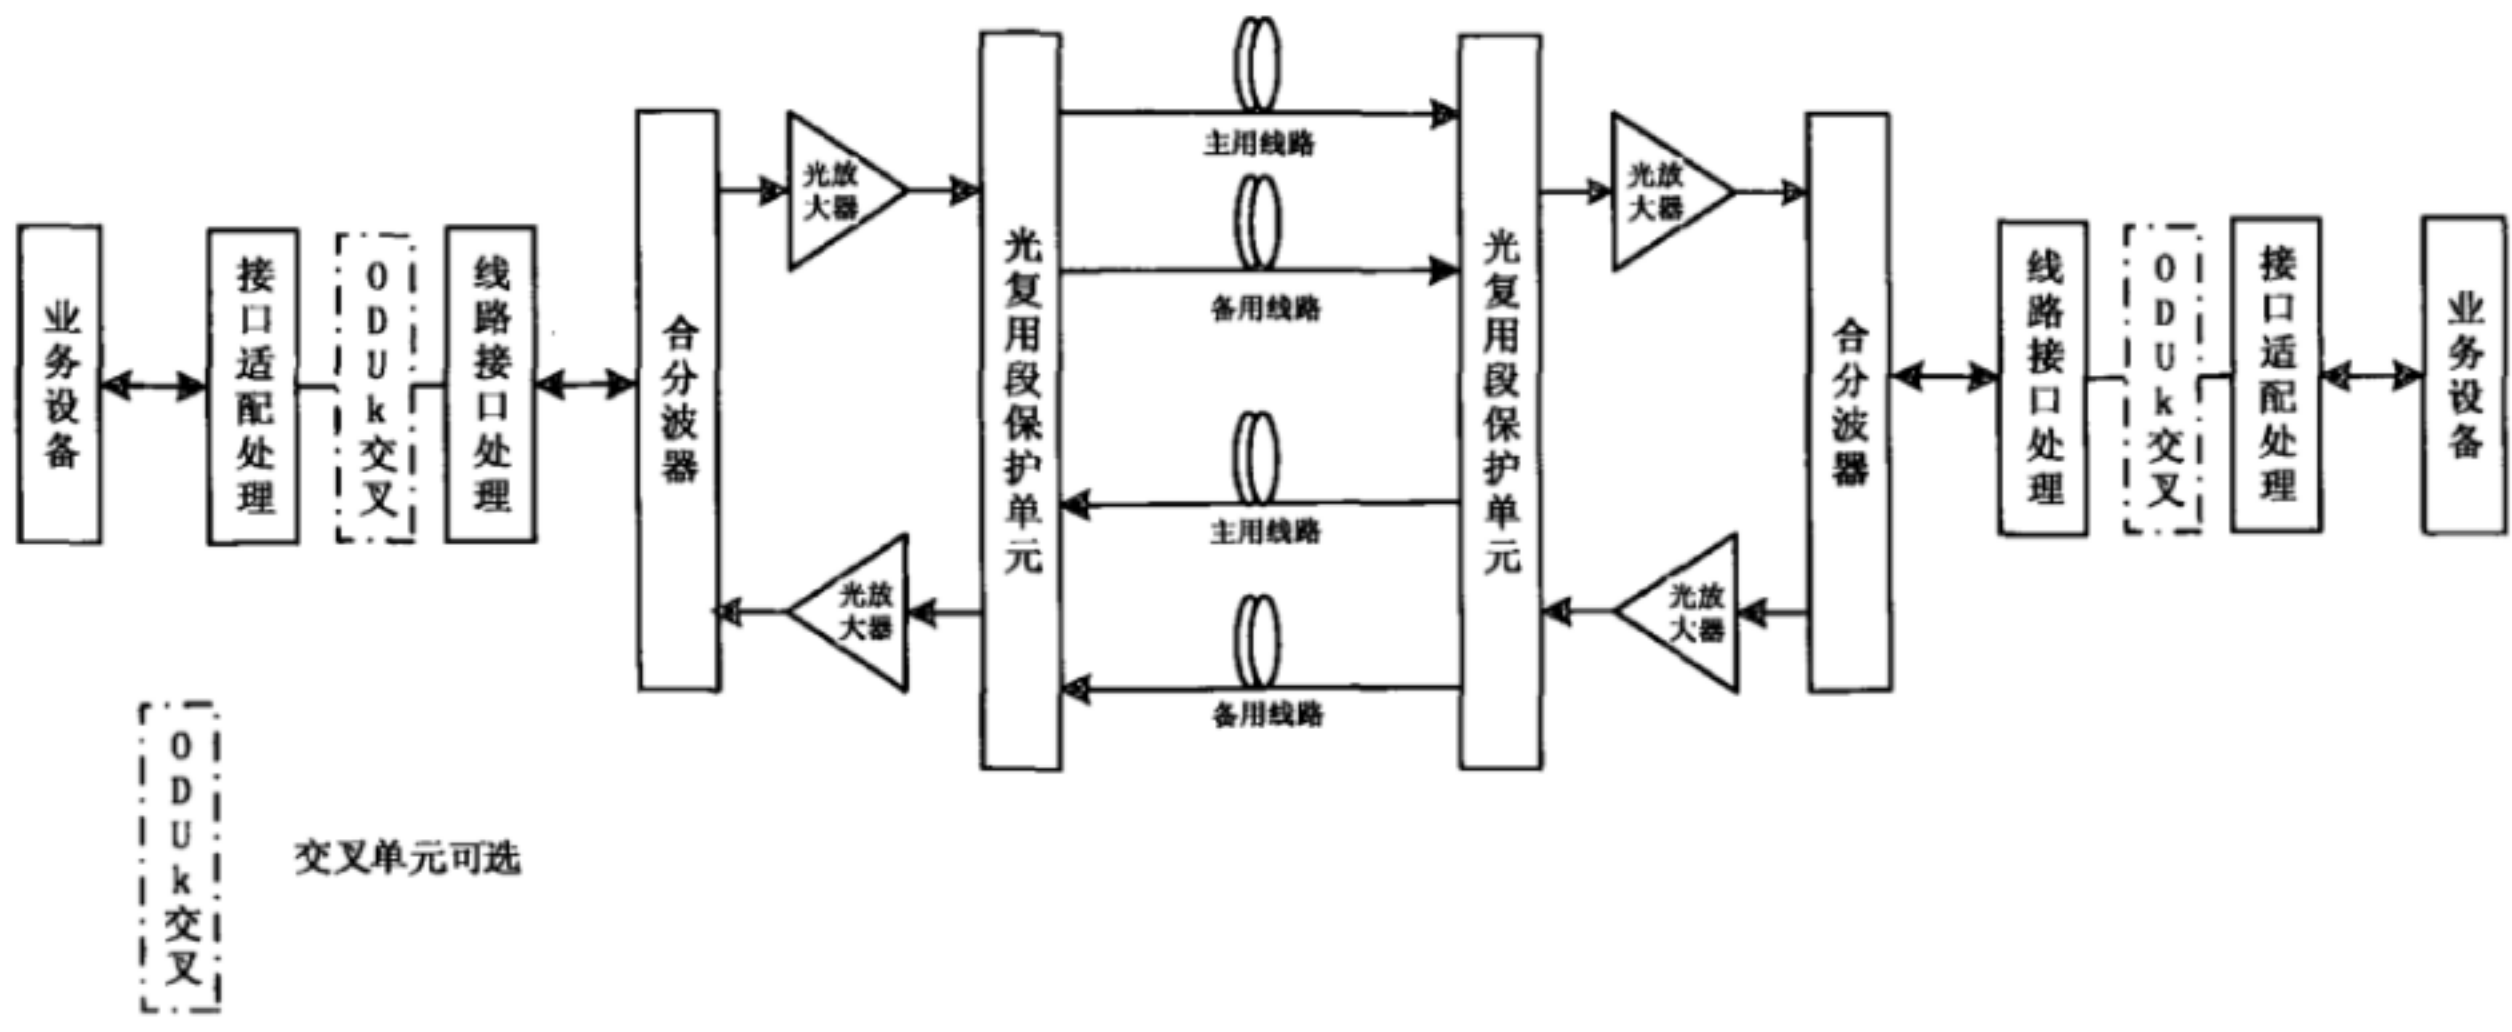 业务设备
接口适配处理
ODUk交叉
线路接口处理
合分波器
光放
大器
光放
大器
光复用段保护单元
主用线路
备用线路
主用线路
备用线路
光复用段保护单元
光放
大器
光放
大器
合分波器
线路接口处理
ODUk交叉
接口适配处理
业务设备
ODUk交叉
交叉单元可选